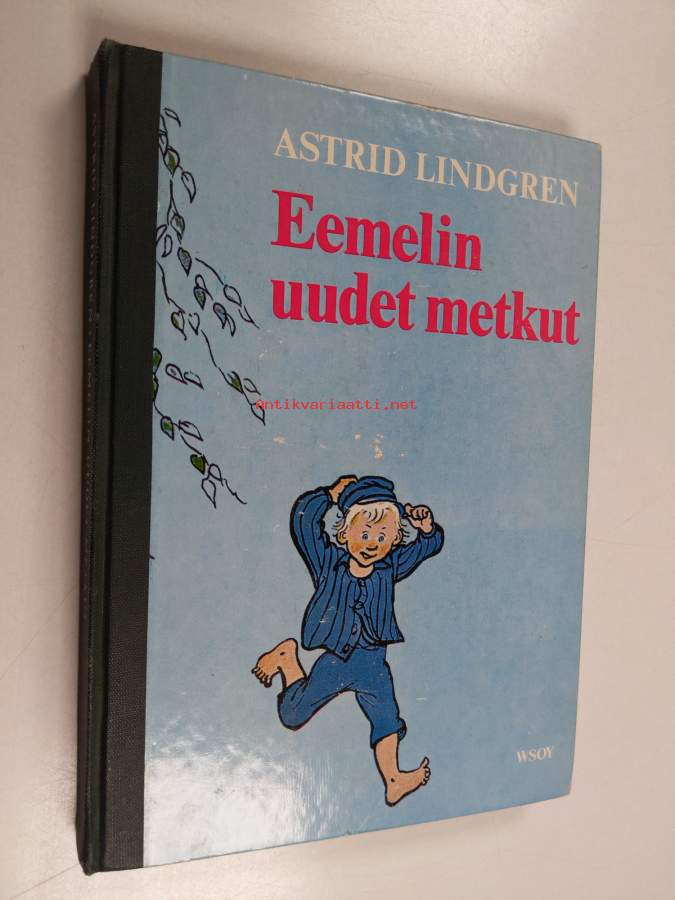 ASTRID LINDGREN
Eemelin
uudet metkut
Antikvariaatti.net
WSOY